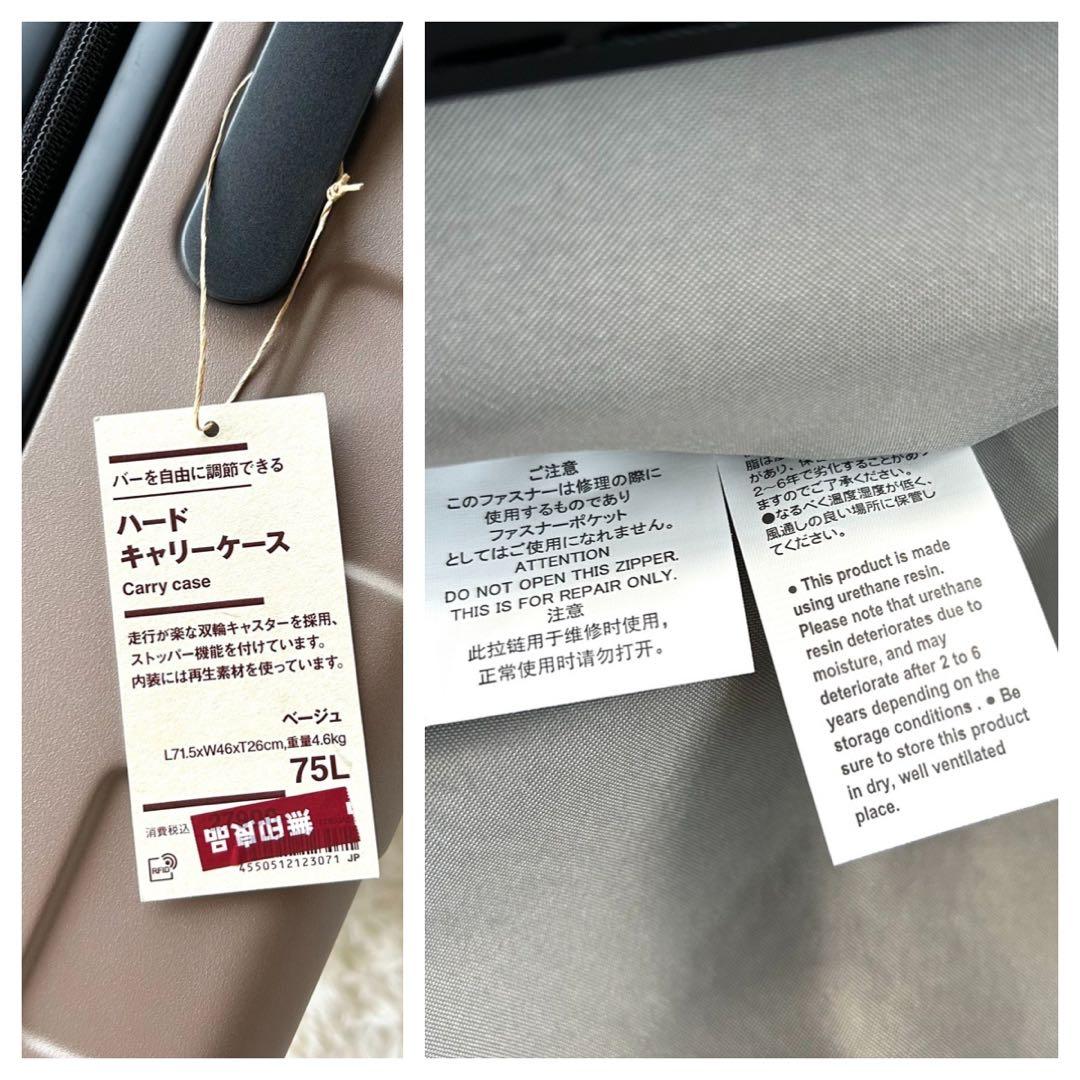 バーを自由に調節できる
ハード
キャリーケース
Carry case
走行が楽な双輪キャスターを採用、
ストッパー機能を付けています。
内装には再生素材を使っています。
ベージュ
L71.5xW46xT26cm,重量4.6kg
75L
消費税込
無印良品
RFID
4550512123071 JP
ご注意
このファスナーは修理の際に
使用するものであり
ファスナーポケット
としてはご使用になれません。
ATTENTION
DO NOT OPEN THIS ZIPPER.
THIS IS FOR REPAIR ONLY.
注意
此拉链用于维修时使用，
正常使用时请勿打开。
があり、
2〜6年で劣化することがあり
ますのでご了承ください。
●なるべく温度湿度が低く、
風通しの良い場所に保管し
てください。
● This product is made
using urethane resin.
Please note that urethane
resin deteriorates due to
moisture, and may
deteriorate after 2 to 6
years depending on the
storage conditions . ● Be
sure to store this product
in dry, well ventilated
place.